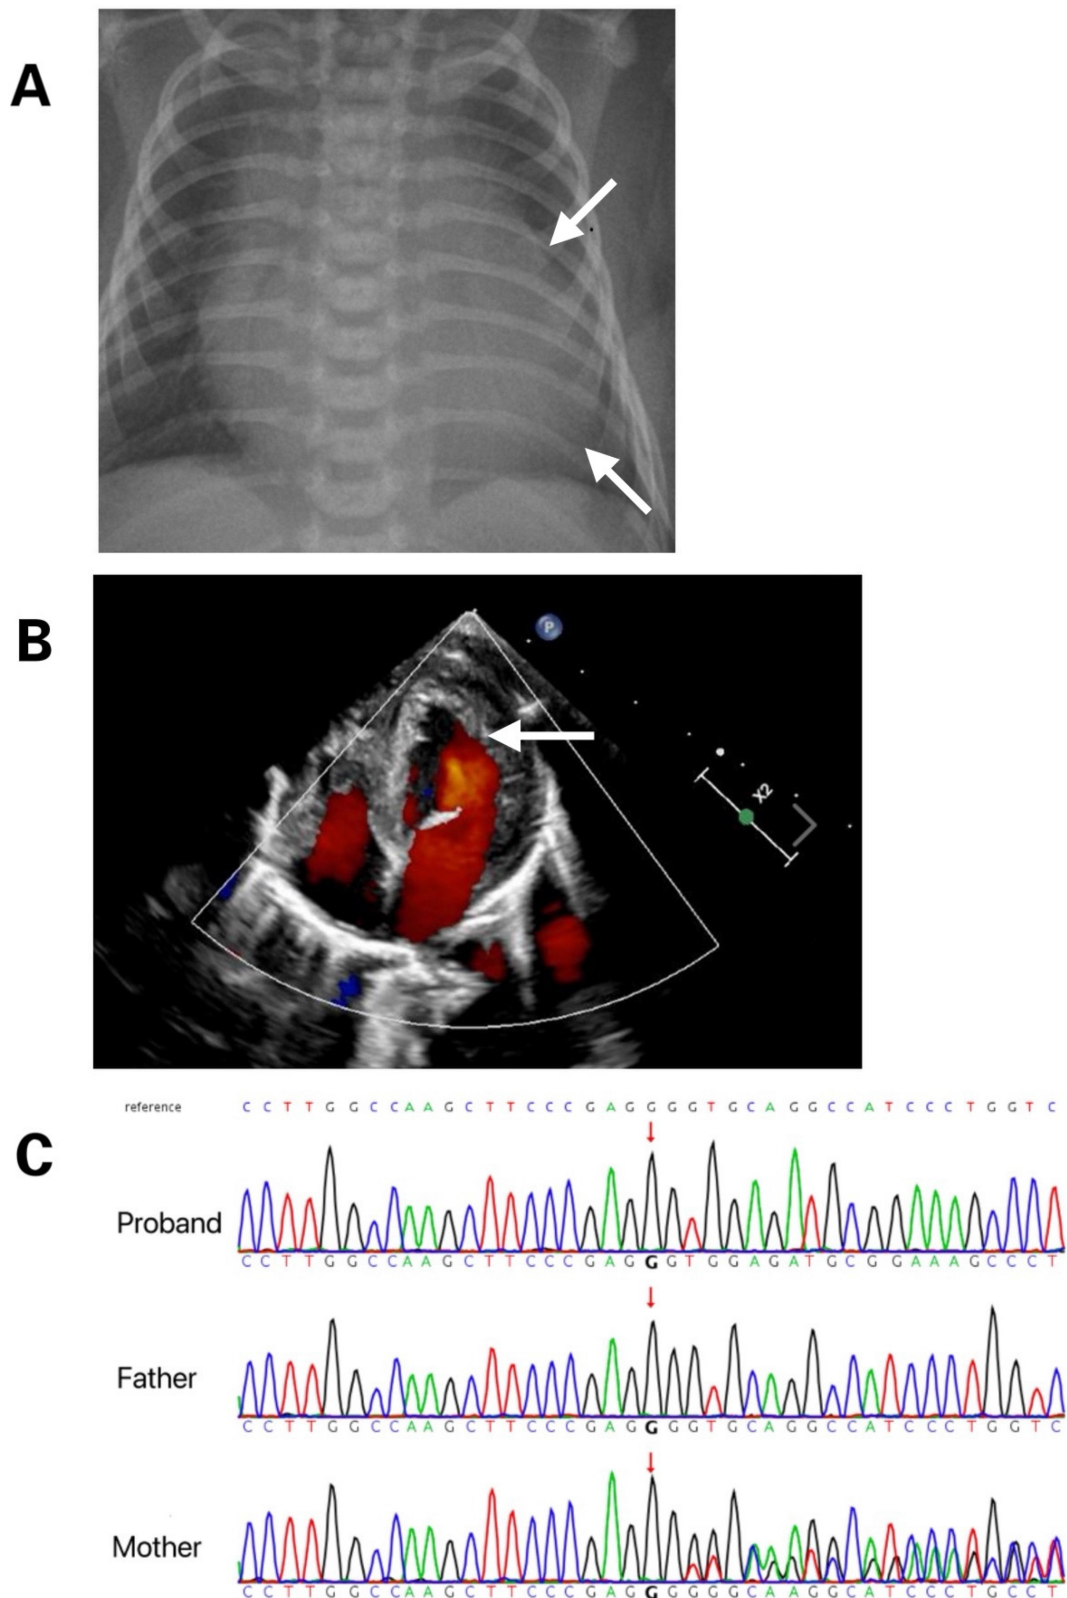 A
B
P
X2
reference C C T T G G C C A A G C T T C C C G A G G G G T G C A G G C C A T C C C T G G T C
C
Proband
C C T T G G C C A A G C T T C C C G A G G G T G G A G A T G C G G A A A G C C C T
Father
C C T T G G C C A A G C T T C C C G A G G G G T G C A G G C C A T C C C T G G T C
Mother
C C T T G G C C A A G C T T C C C G A G G G G G C A A G G C A T C C C T G C C T